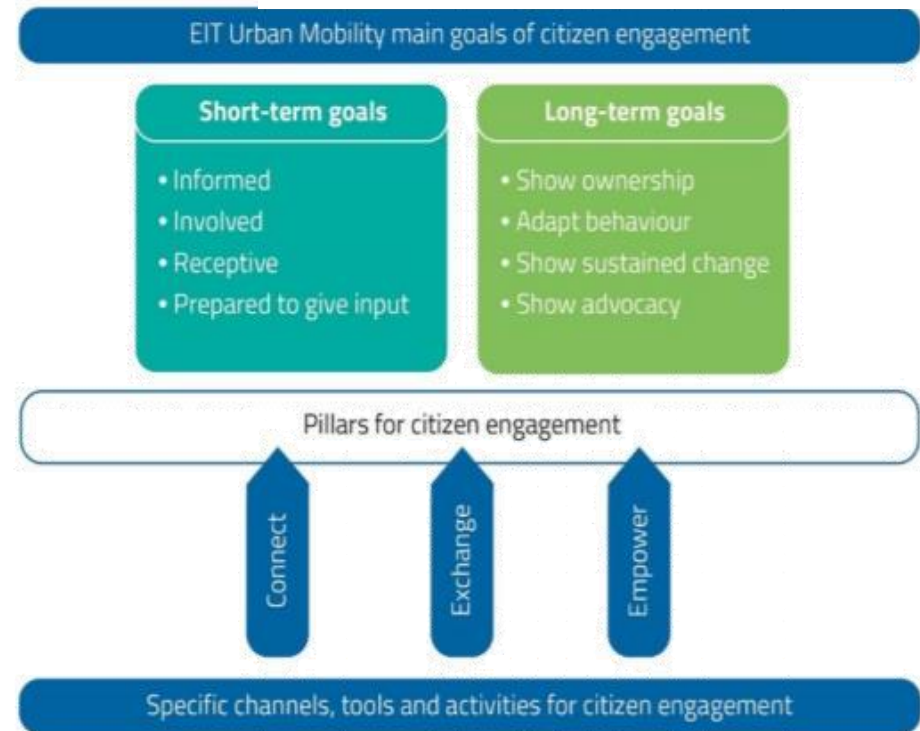 EIT Urban Mobility main goals of citizen engagement
Short-term goals
• Informed
• Involved
• Receptive
• Prepared to give input
Long-term goals
• Show ownership
• Adapt behaviour
• Show sustained change
• Show advocacy
Pillars for citizen engagement
Connect
Exchange
Empower
Specific channels, tools and activities for citizen engagement